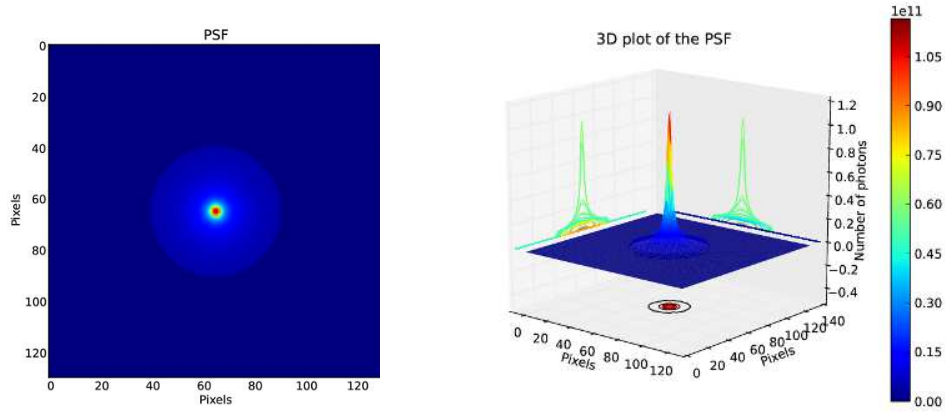 PSF
0
20
40
60
80
100
120
Pixels
0 20 40 60 80 100 120
Pixels
3D plot of the PSF
1.2
1.0
0.8
0.6
0.4
0.2
0.0
−0.2
−0.4
Number of photons
0 20 40 60 80 100 120
Pixels
0 20 40 60 80 100 120 140
Pixels
1e11
1.05
0.90
0.75
0.60
0.45
0.30
0.15
0.00